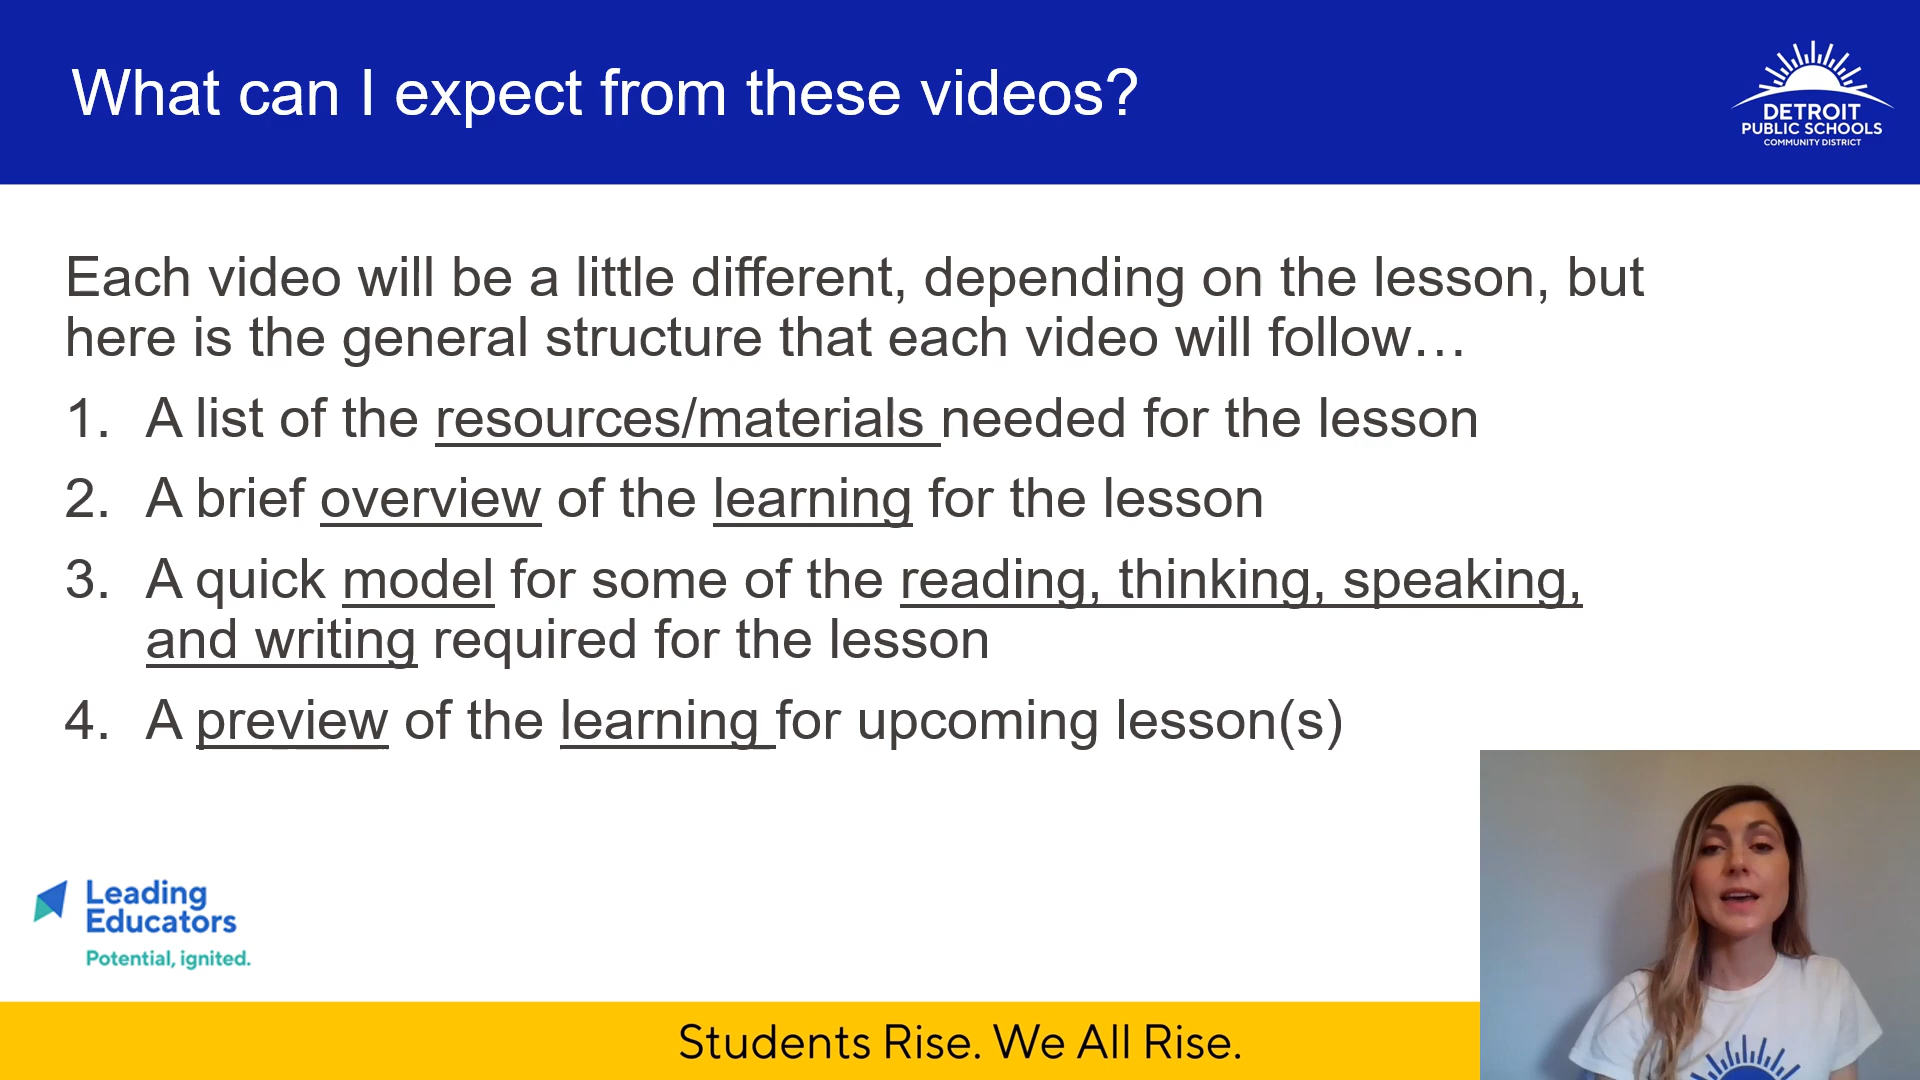 What can I expect from these videos?
DETROIT
PUBLIC SCHOOLS
COMMUNITY DISTRICT
Each video will be a little different, depending on the lesson, but
here is the general structure that each video will follow…
1. A list of the resources/materials needed for the lesson
2. A brief overview of the learning for the lesson
3. A quick model for some of the reading, thinking, speaking,
and writing required for the lesson
4. A preview of the learning for upcoming lesson(s)
Leading
Educators
Potential, ignited.
Students Rise. We All Rise.